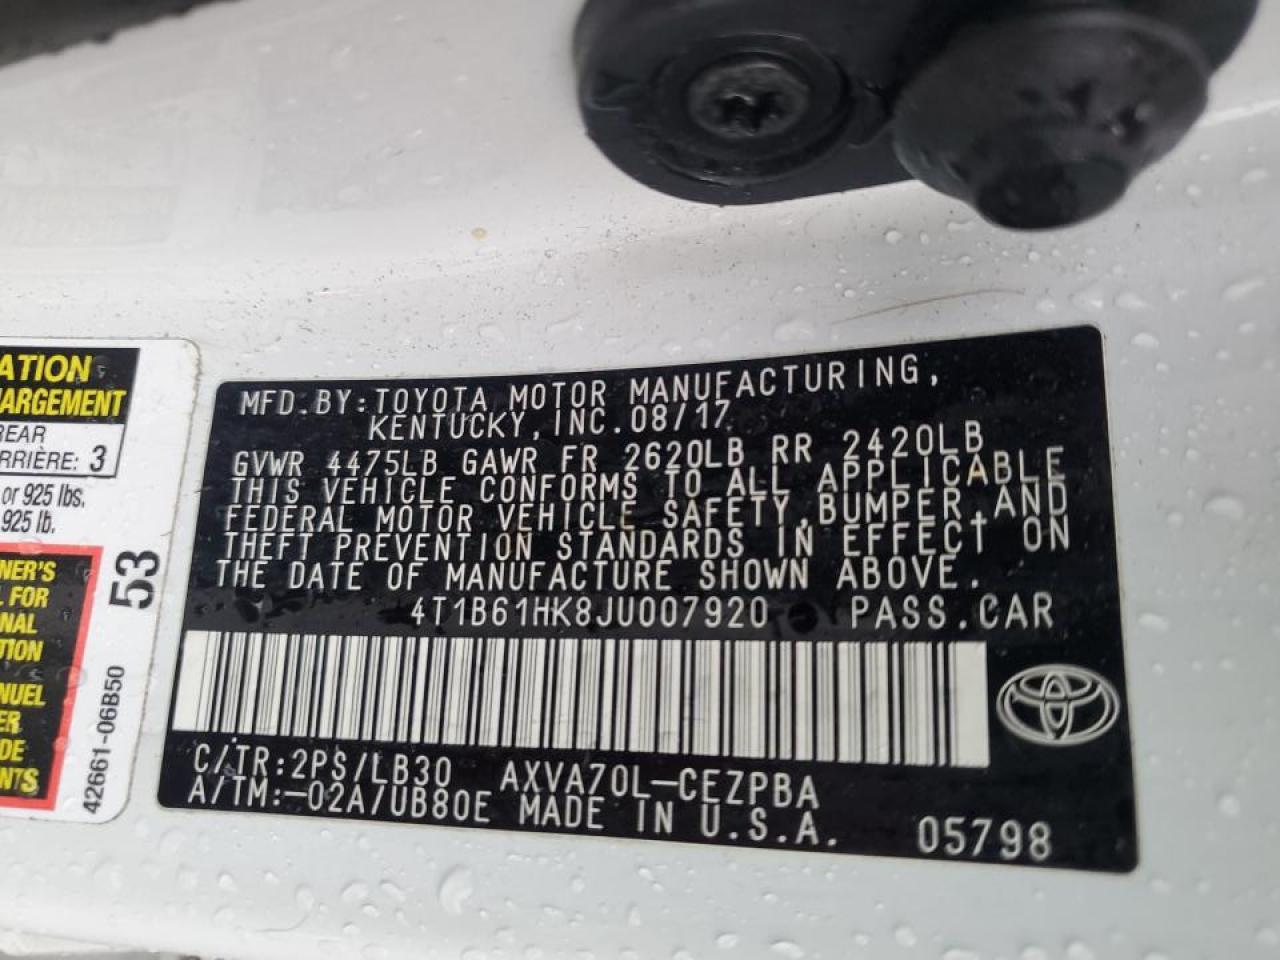 ATION
ARGEMENT
REAR
RRIÈRE: 3
or 925 lbs.
925 lb.
NER'S
L FOR
NAL
TION
NUEL
ER
DE
NTS
53
42661-06B50
MFD.BY:TOYOTA MOTOR MANUFACTURING,
KENTUCKY, INC.08/17
GVWR 4475LB GAWR FR 2620LB RR 2420LB
THIS VEHICLE CONFORMS TO ALL APPLICABLE
FEDERAL MOTOR VEHICLE SAFETY,BUMPER,AND
THEFT PREVENTION STANDARDS IN EFFECT ON
THE DATE OF MANUFACTURE SHOWN ABOVE.
4T1B61HK8JU007920 PASS.CAR
C/TR:2PS/LB30 AXVA70L-CEZPBA
A/TM:-02A/UB80E MADE IN U.S.A. 05798